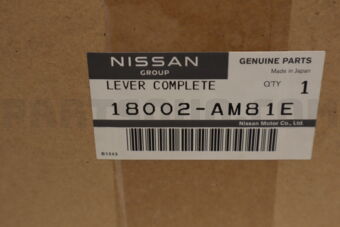 NISSAN
GROUP
GENUINE PARTS
Made in Japan
LEVER COMPLETE
QTY 1
18002-AM81E
Nissan Motor Co., Ltd.